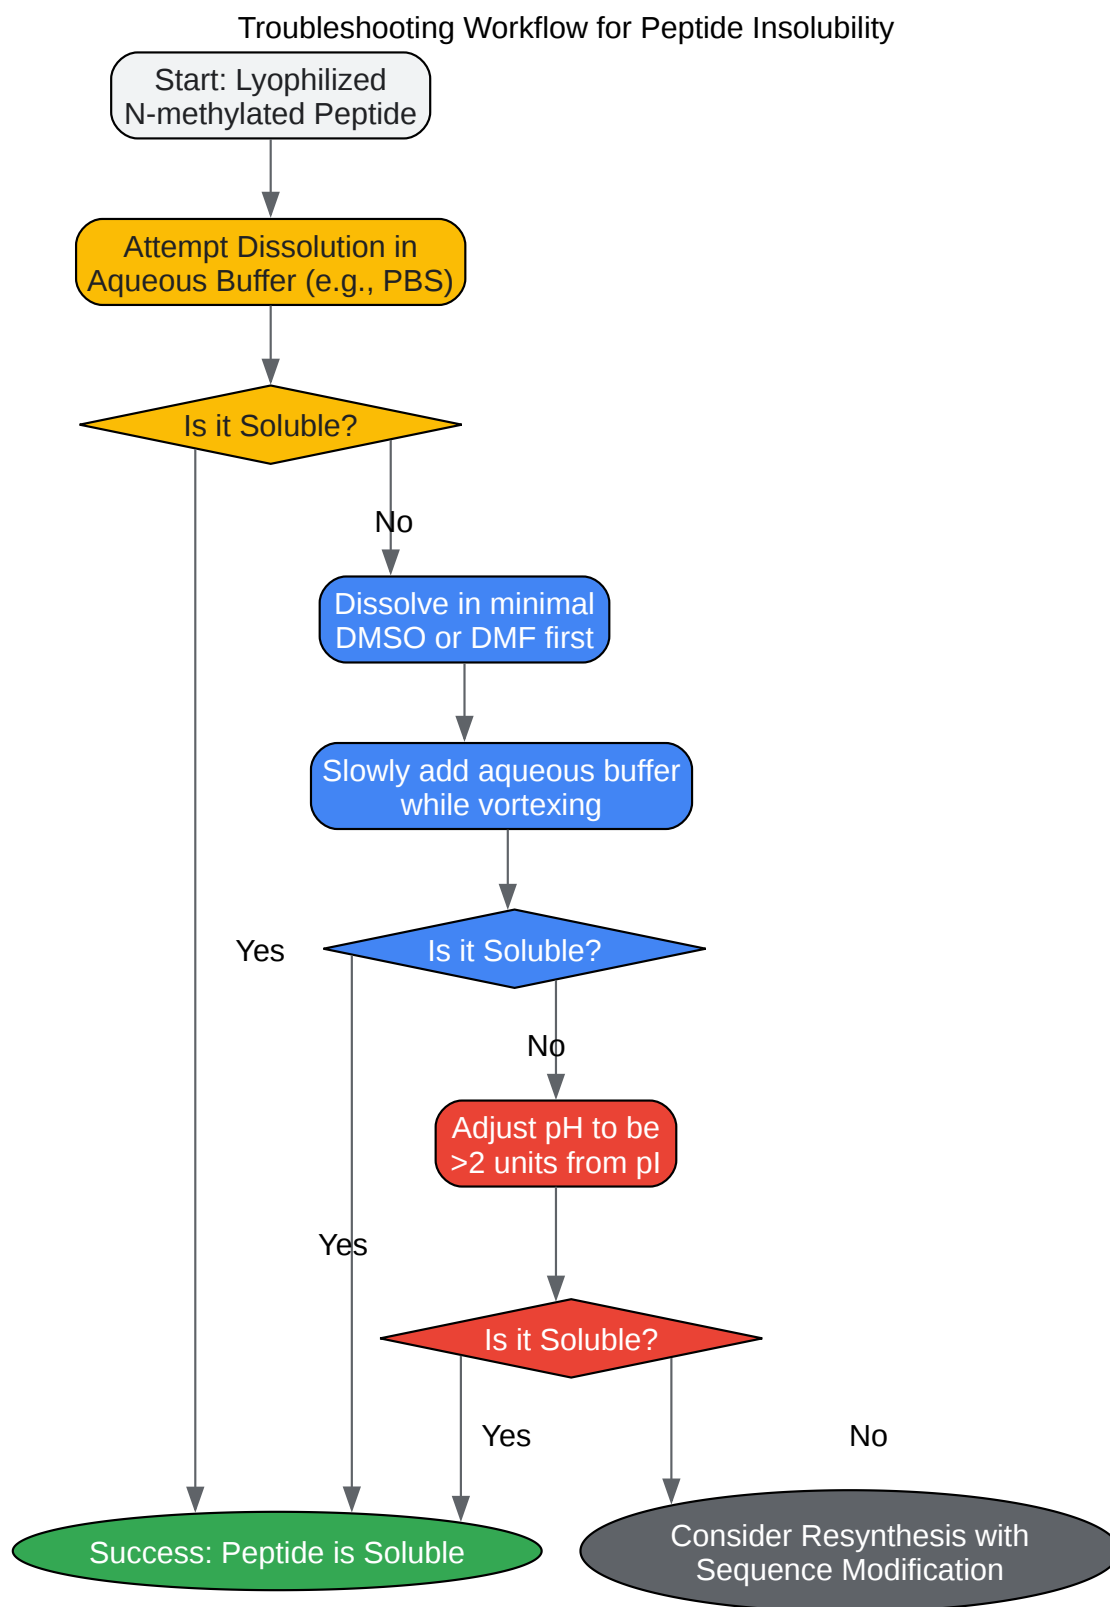 Troubleshooting Workflow for Peptide Insolubility
Start: Lyophilized
N-methylated Peptide
Attempt Dissolution in
Aqueous Buffer (e.g., PBS)
Is it Soluble?
No
Dissolve in minimal
DMSO or DMF first
Slowly add aqueous buffer
while vortexing
Yes
Is it Soluble?
No
Adjust pH to be
>2 units from pI
Yes
Is it Soluble?
Yes
No
Success: Peptide is Soluble
Consider Resynthesis with
Sequence Modification